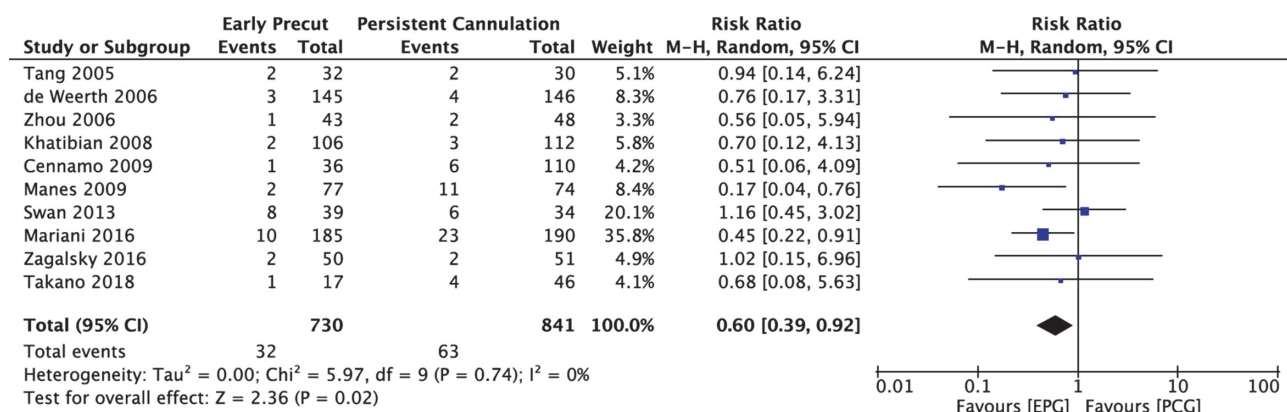 Early Precut Persistent Cannulation Risk Ratio Risk Ratio
Study or Subgroup Events Total Events Total Weight M-H, Random, 95% CI M-H, Random, 95% CI
Tang 2005 2 32 2 30 5.1% 0.94 [0.14, 6.24]
de Weerth 2006 3 145 4 146 8.3% 0.76 [0.17, 3.31]
Zhou 2006 1 43 2 48 3.3% 0.56 [0.05, 5.94]
Khatibian 2008 2 106 3 112 5.8% 0.70 [0.12, 4.13]
Cennamo 2009 1 36 6 110 4.2% 0.51 [0.06, 4.09]
Manes 2009 2 77 11 74 8.4% 0.17 [0.04, 0.76]
Swan 2013 8 39 6 34 20.1% 1.16 [0.45, 3.02]
Mariani 2016 10 185 23 190 35.8% 0.45 [0.22, 0.91]
Zagalsky 2016 2 50 2 51 4.9% 1.02 [0.15, 6.96]
Takano 2018 1 17 4 46 4.1% 0.68 [0.08, 5.63]
Total (95% CI) 730 841 100.0% 0.60 [0.39, 0.92]
Total events 32 63
Heterogeneity: Tau² = 0.00; Chi² = 5.97, df = 9 (P = 0.74); I² = 0%
Test for overall effect: Z = 2.36 (P = 0.02)
0.01 0.1 1 10 100
Favours [EPG] Favours [PCG]